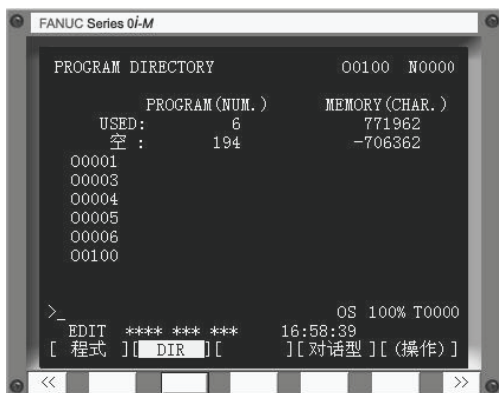 FANUC Series 0i-M
PROGRAM DIRECTORY O0100 N0000
PROGRAM(NUM.) MEMORY(CHAR.)
USED: 6 771962
空 : 194 -706362
O0001
O0003
O0004
O0005
O0006
O0100
>_ OS 100% T0000
EDIT **** *** *** 16:58:39
[ 程式 ][ DIR ][ ][对话型][(操作)]
<< >>